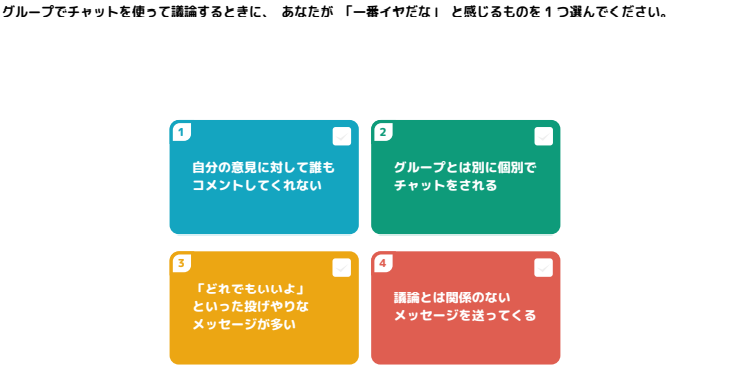 グループでチャットを使って議論するときに、 あなたが 「一番イヤだな」 と感じるものを1つ選んでください。
1
自分の意見に対して誰も
コメントしてくれない
2
グループとは別に個別で
チャットをされる
3
「どれでもいいよ」
といった投げやりな
メッセージが多い
4
議論とは関係のない
メッセージを送ってくる